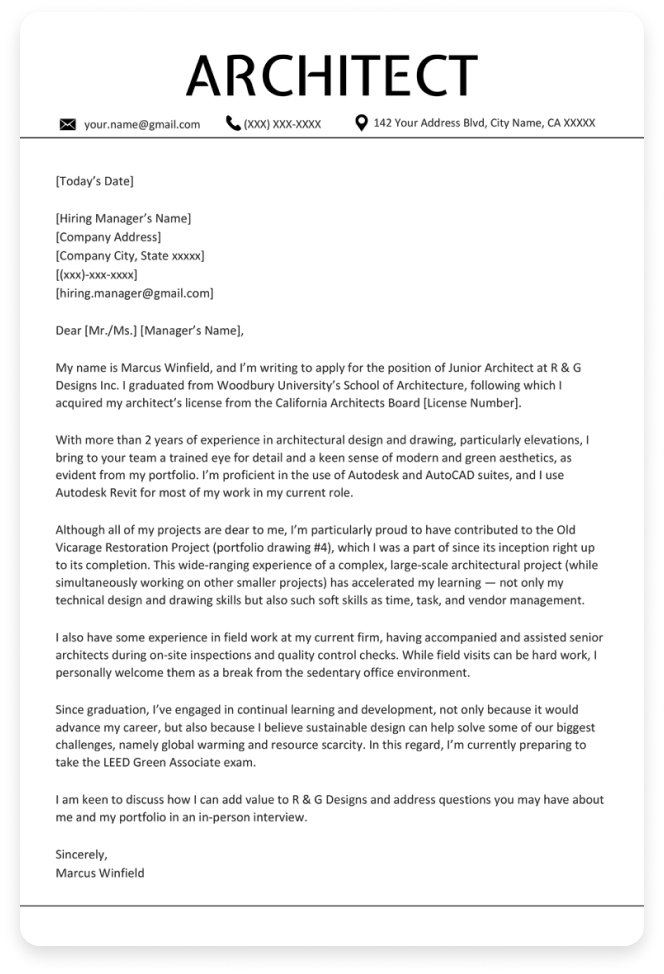 ARCHITECT
your.name@gmail.com (XXX) XXX-XXXX 142 Your Address Blvd, City Name, CA XXXXX
[Today’s Date]
[Hiring Manager’s Name]
[Company Address]
[Company City, State xxxxx]
[(xxx)-xxx-xxxx]
[hiring.manager@gmail.com]
Dear [Mr./Ms.] [Manager’s Name],
My name is Marcus Winfield, and I’m writing to apply for the position of Junior Architect at R & G
Designs Inc. I graduated from Woodbury University’s School of Architecture, following which I
acquired my architect’s license from the California Architects Board [License Number].
With more than 2 years of experience in architectural design and drawing, particularly elevations, I
bring to your team a trained eye for detail and a keen sense of modern and green aesthetics, as
evident from my portfolio. I’m proficient in the use of Autodesk and AutoCAD suites, and I use
Autodesk Revit for most of my work in my current role.
Although all of my projects are dear to me, I’m particularly proud to have contributed to the Old
Vicarage Restoration Project (portfolio drawing #4), which I was a part of since its inception right up
to its completion. This wide-ranging experience of a complex, large-scale architectural project (while
simultaneously working on other smaller projects) has accelerated my learning — not only my
technical design and drawing skills but also such soft skills as time, task, and vendor management.
I also have some experience in field work at my current firm, having accompanied and assisted senior
architects during on-site inspections and quality control checks. While field visits can be hard work, I
personally welcome them as a break from the sedentary office environment.
Since graduation, I’ve engaged in continual learning and development, not only because it would
advance my career, but also because I believe sustainable design can help solve some of our biggest
challenges, namely global warming and resource scarcity. In this regard, I’m currently preparing to
take the LEED Green Associate exam.
I am keen to discuss how I can add value to R & G Designs and address questions you may have about
me and my portfolio in an in-person interview.
Sincerely,
Marcus Winfield